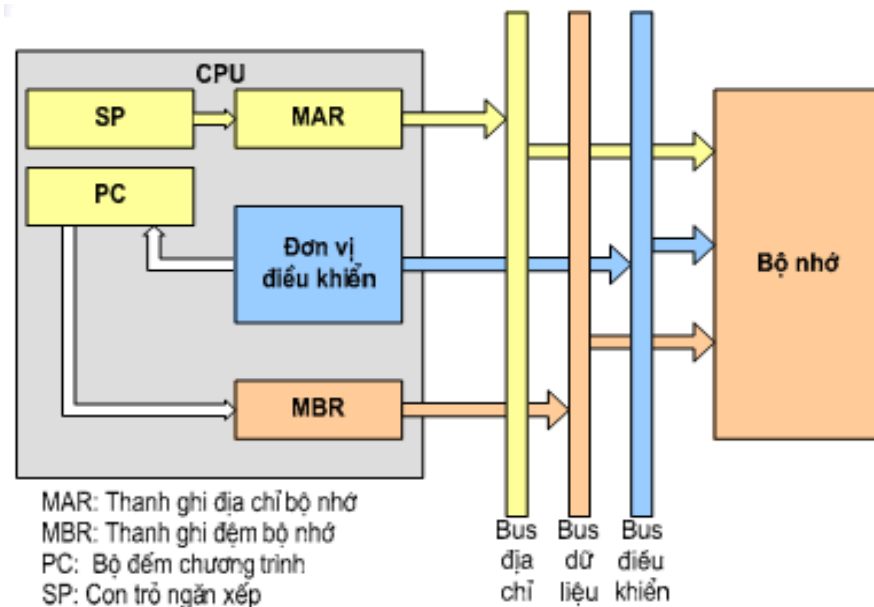 CPU
SP
MAR
PC
Đơn vị
điều khiển
MBR
Bộ nhớ
MAR: Thanh ghi địa chỉ bộ nhớ
MBR: Thanh ghi đệm bộ nhớ
PC: Bộ đếm chương trình
SP: Con trỏ ngăn xếp
Bus
địa
chỉ
Bus
dữ
liệu
Bus
điều
khiển